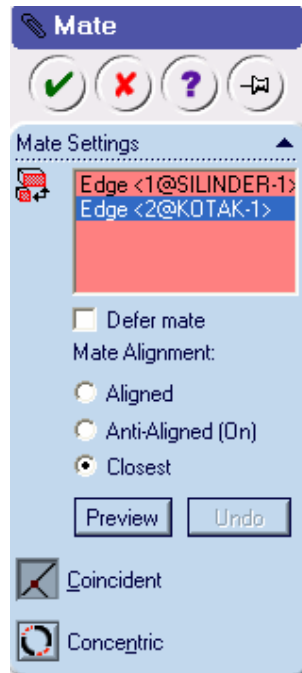 Mate
?
Mate Settings
Edge <1@SILINDER-1>
Edge <2@KOTAK-1>
Defer mate
Mate Alignment:
Aligned
Anti-Aligned (On)
Closest
Preview Undo
Coincident
Concentric